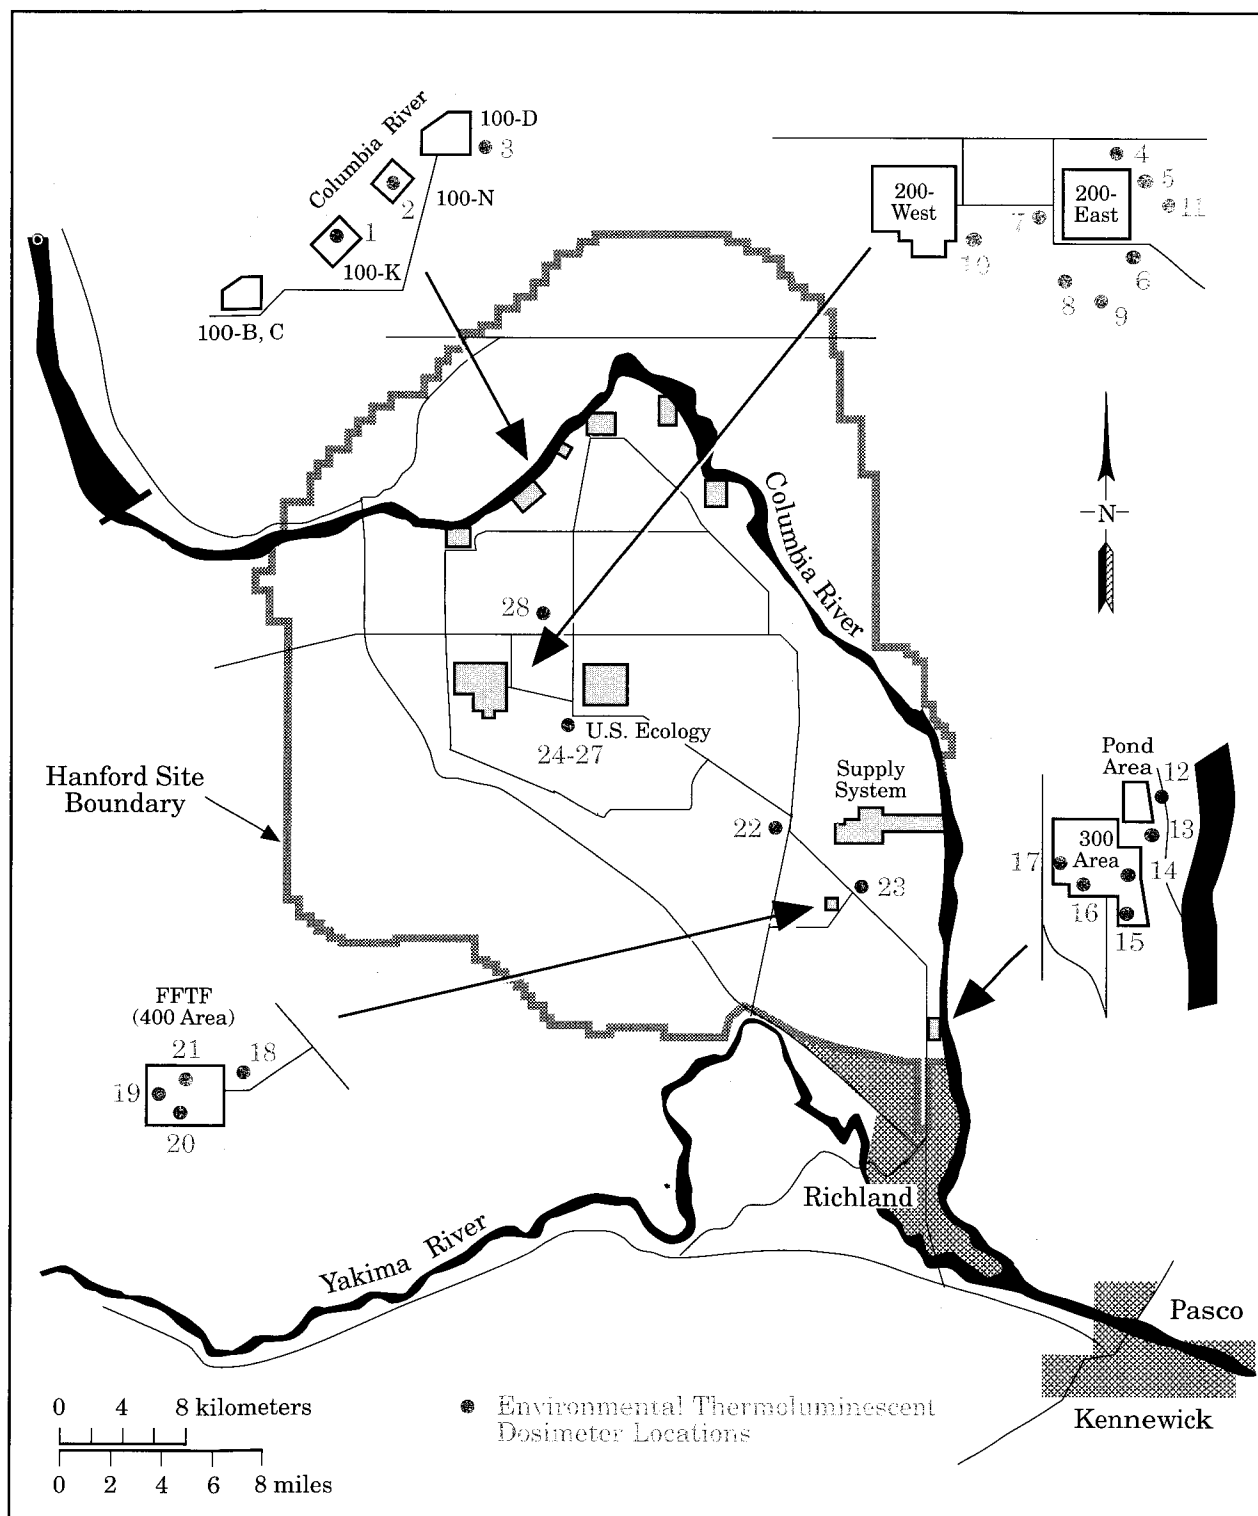 Columbia River
100-D
3
2
100-N
1
100-K
100-B, C
4
200-
West
200-
East
5
7
11
10
6
8
9
Columbia River
N
28
U.S. Ecology
24-27
Hanford Site
Boundary
Supply
System
22
23
Pond
Area
12
13
300
Area
17
14
16
15
FFTF
(400 Area)
21
18
19
20
Richland
Yakima River
Pasco
Kennewick
0 4 8 kilometers
0 2 4 6 8 miles
Environmental Thermoluminescent
Dosimeter Locations